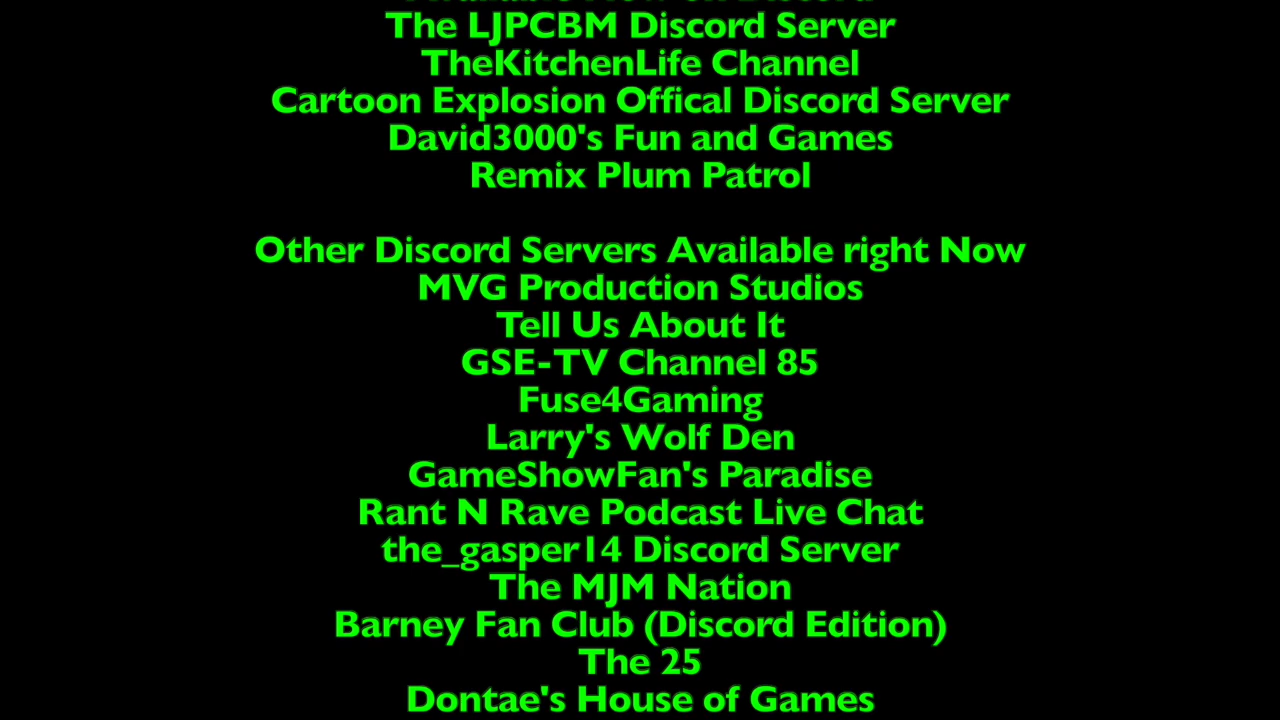 The LJPCBM Discord Server
TheKitchenLife Channel
Cartoon Explosion Offical Discord Server
David3000's Fun and Games
Remix Plum Patrol
Other Discord Servers Available right Now
MVG Production Studios
Tell Us About It
GSE-TV Channel 85
Fuse4Gaming
Larry's Wolf Den
GameShowFan's Paradise
Rant N Rave Podcast Live Chat
the_gasper14 Discord Server
The MJM Nation
Barney Fan Club (Discord Edition)
The 25
Dontae's House of Games